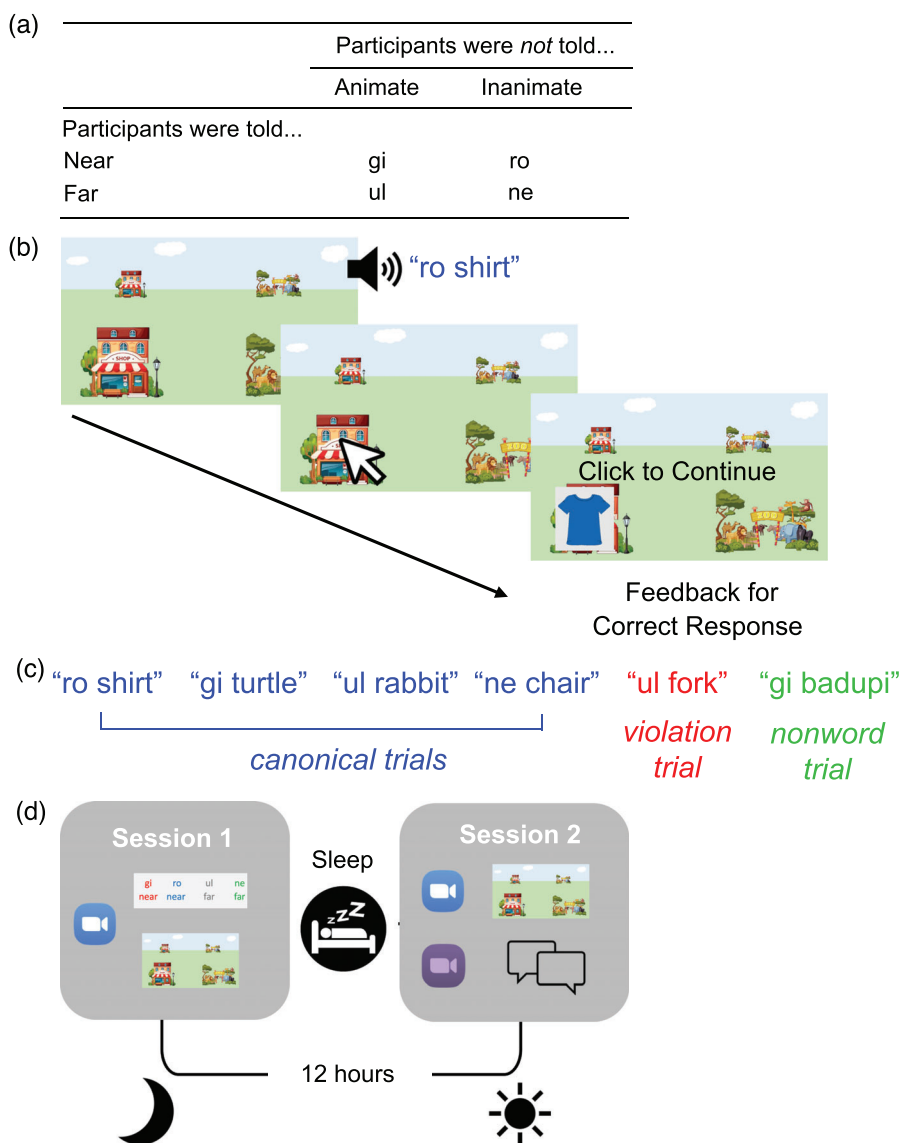 (a)
Participants were not told...
Animate Inanimate
Participants were told...
Near gi ro
Far ul ne
(b)
"ro shirt"
SHOP
Click to Continue
Feedback for
Correct Response
(c)
"ro shirt" "gi turtle" "ul rabbit" "ne chair" "ul fork" "gi badupi"
canonical trials
violation
trial
nonword
trial
(d)
Session 1
gi ro ul ne
near near far far
Sleep
zzZZ
Session 2
12 hours